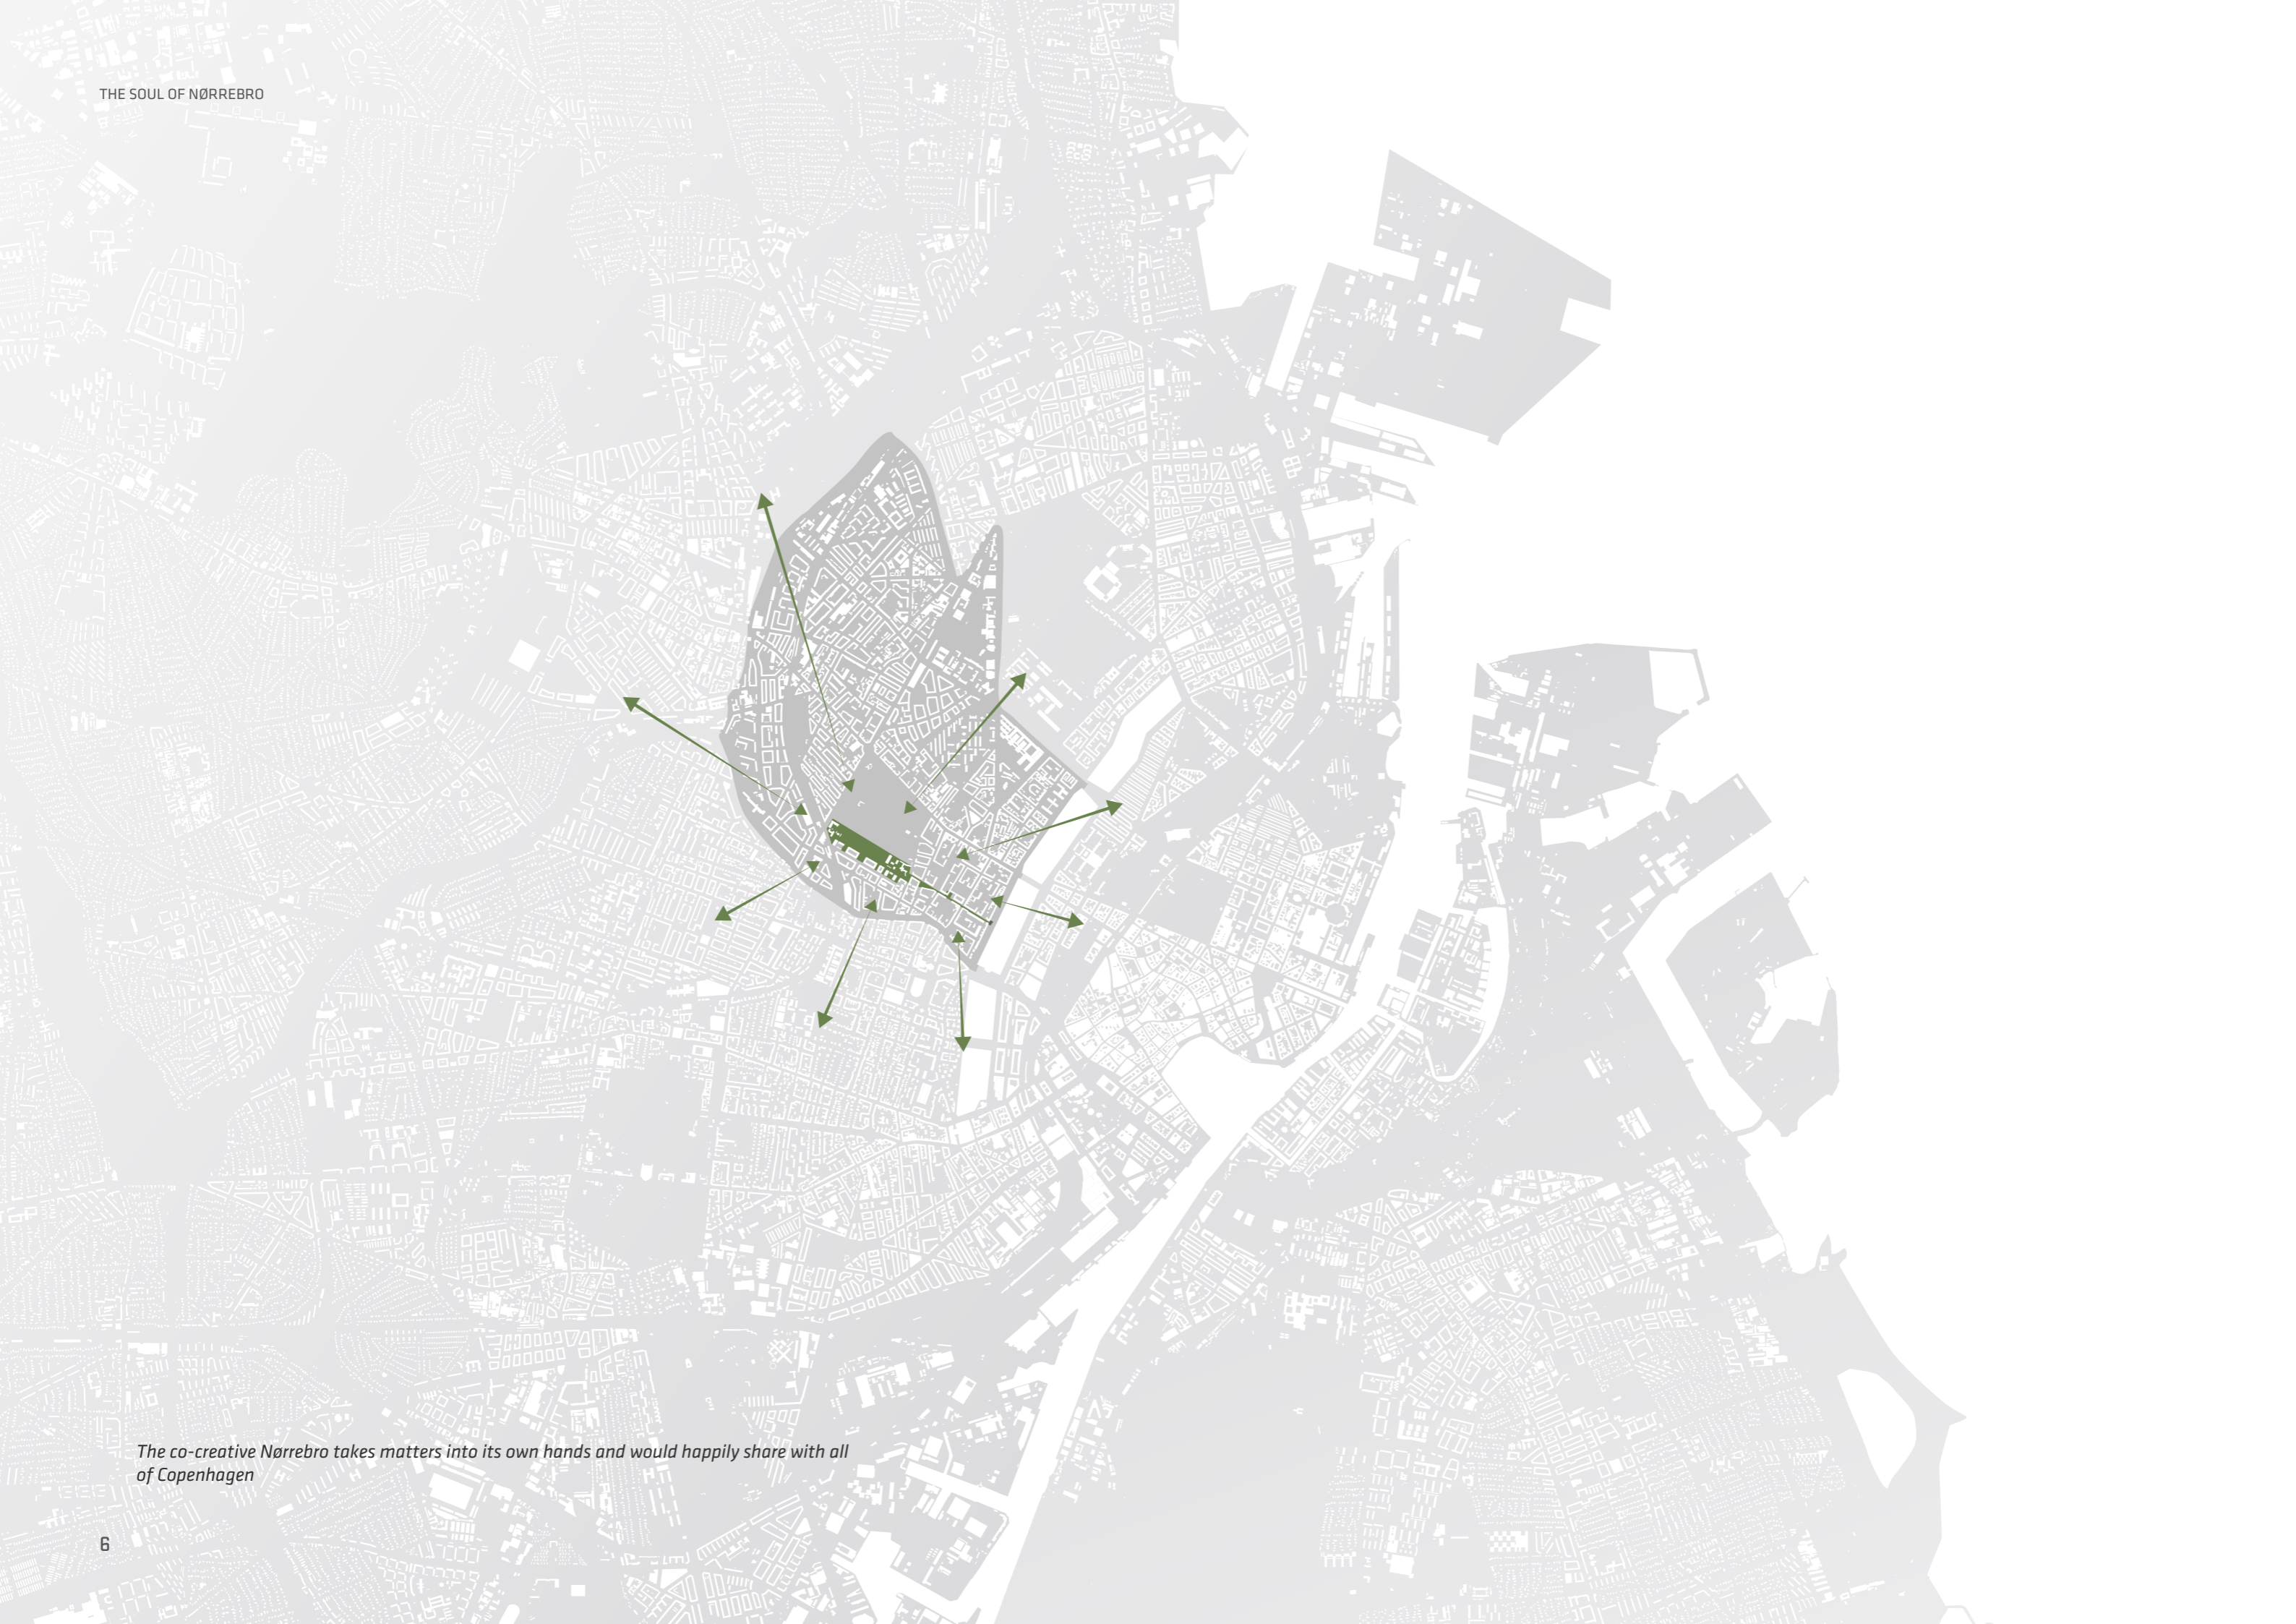 THE SOUL OF NØRREBRO
The co-creative Nørrebro takes matters into its own hands and would happily share with all
of Copenhagen
6